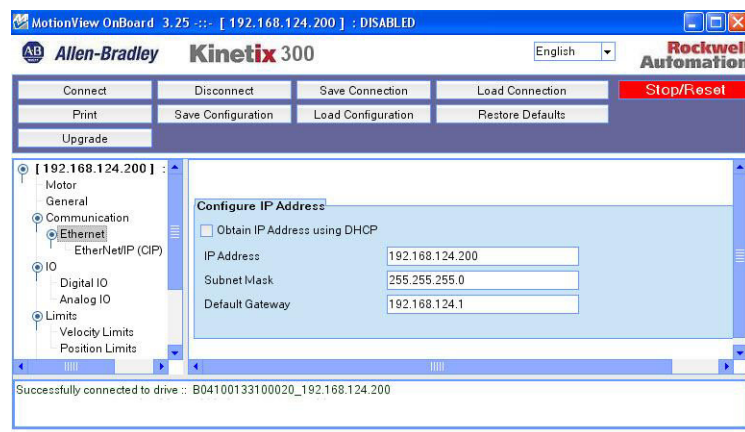 MotionView OnBoard 3.25 -::- [ 192.168.124.200 ] : DISABLED
AB Allen-Bradley Kinetix 300 English Rockwell
Automation
Connect Disconnect Save Connection Load Connection Stop/Reset
Print Save Configuration Load Configuration Restore Defaults
Upgrade
[ 192.168.124.200 ] :
Motor
General
Communication
Ethernet
EtherNet/IP (CIP)
IO
Digital IO
Analog IO
Limits
Velocity Limits
Position Limits
Configure IP Address
Obtain IP Address using DHCP
IP Address 192.168.124.200
Subnet Mask 255.255.255.0
Default Gateway 192.168.124.1
Successfully connected to drive :: B04100133100020_192.168.124.200